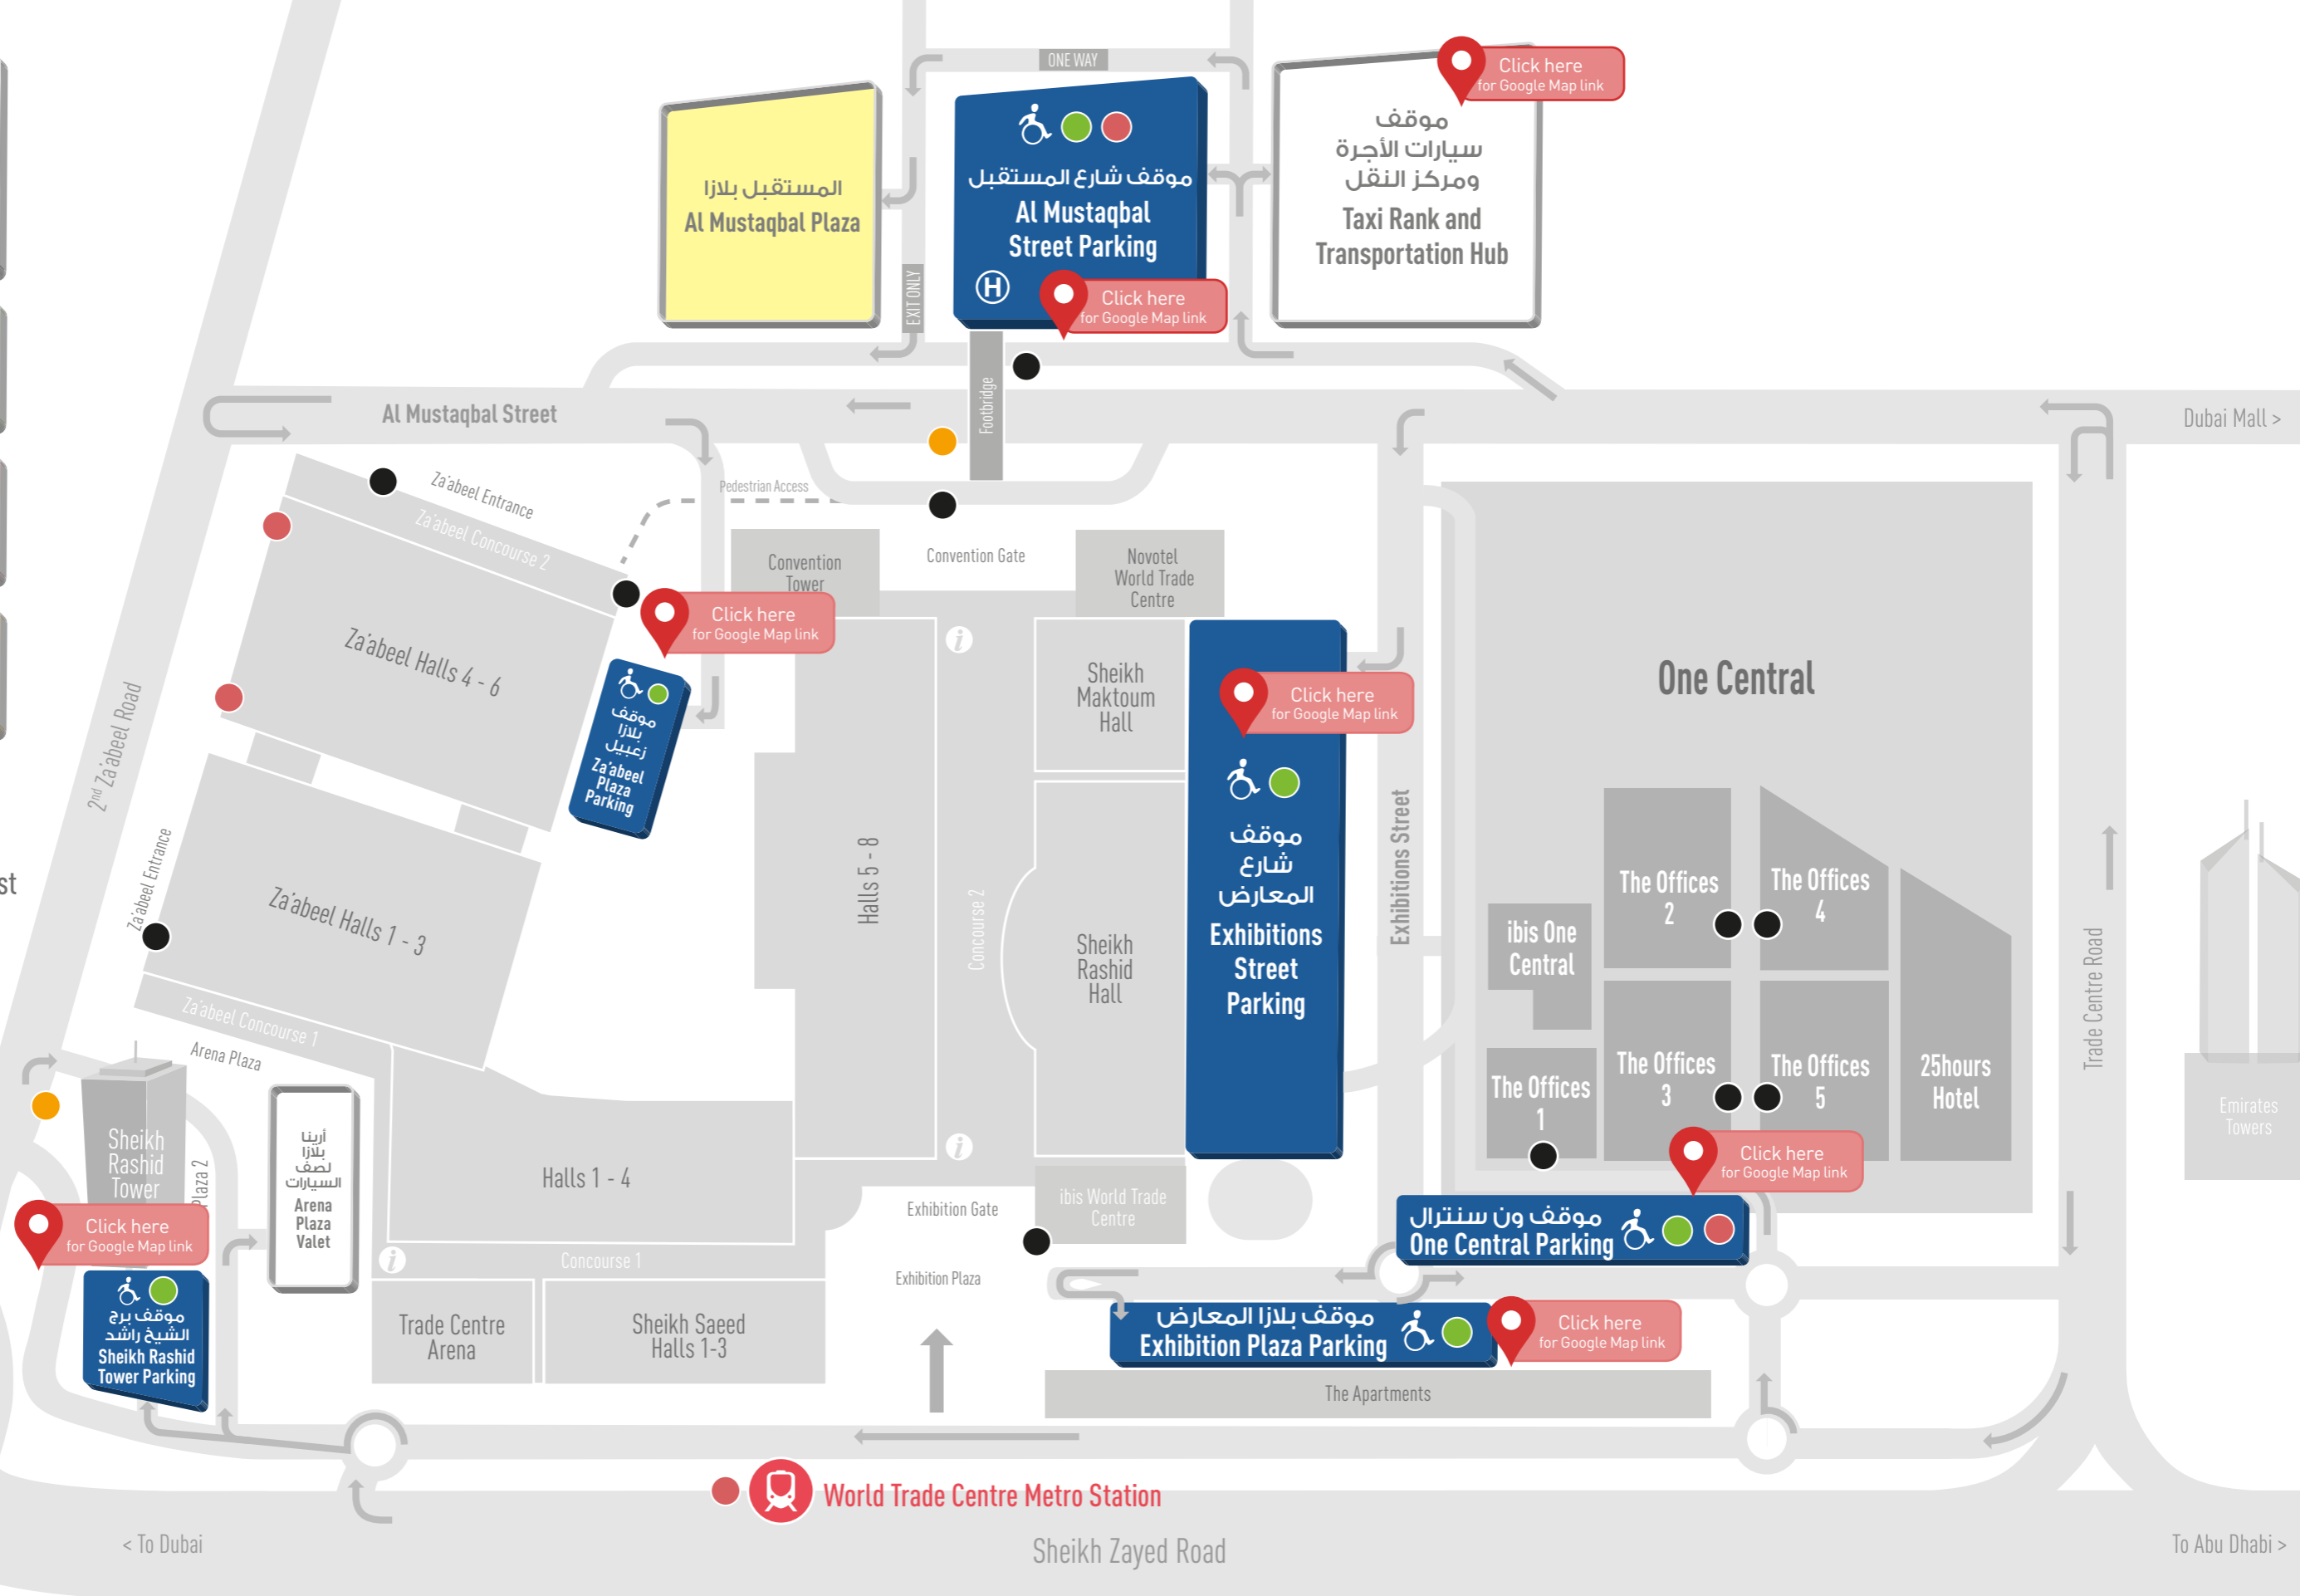 ONE WAY
Click here
for Google Map link
موقف
سيارات الأجرة
ومركز النقل
Taxi Rank and
Transportation Hub
المستقبل بلازا
Al Mustaqbal Plaza
موقف شارع المستقبل
Al Mustaqbal
Street Parking
H
Click here
for Google Map link
EXIT ONLY
Footbridge
Al Mustaqbal Street
Dubai Mall >
Za'abeel Entrance
Pedestrian Access
Za'abeel Concourse 2
Convention
Tower
Convention Gate
Novotel
World Trade
Centre
Click here
for Google Map link
Za'abeel Halls 4 - 6
موقف
بلازا
زعبيل
Za'abeel
Plaza
Parking
2nd Za'abeel Road
Sheikh
Maktoum
Hall
Click here
for Google Map link
One Central
موقف
شارع
المعارض
Exhibitions
Street
Parking
Exhibitions Street
Halls 5 - 8
Concourse 2
Sheikh
Rashid
Hall
Za'abeel Entrance
Za'abeel Halls 1 - 3
Za'abeel Concourse 1
Arena Plaza
The Offices
2
The Offices
4
ibis One
Central
The Offices
3
The Offices
5
The Offices
1
25hours
Hotel
Trade Centre Road
Emirates
Towers
st
Sheikh
Rashid
Tower
Plaza 2
أرينا
بلازا
لصف
السيارات
Arena
Plaza
Valet
Halls 1 - 4
Click here
for Google Map link
Click here
for Google Map link
Exhibition Gate
ibis World Trade
Centre
موقف ون سنترال
One Central Parking
Concourse 1
Exhibition Plaza
موقف برج
الشيخ راشد
Sheikh Rashid
Tower Parking
Trade Centre
Arena
Sheikh Saeed
Halls 1-3
موقف بلازا المعارض
Exhibition Plaza Parking
Click here
for Google Map link
The Apartments
World Trade Centre Metro Station
< To Dubai
Sheikh Zayed Road
To Abu Dhabi >